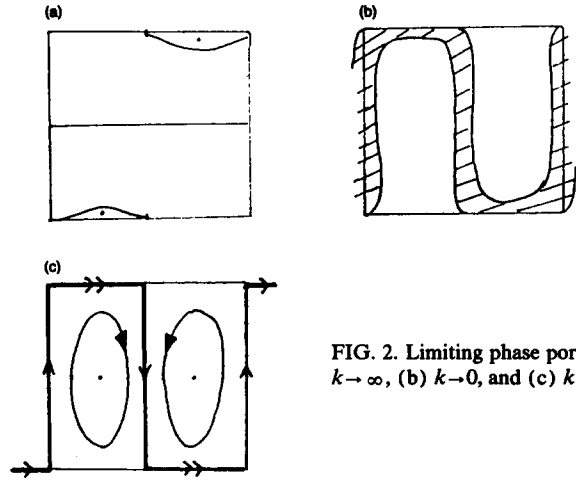 (a)
(b)
(c)
FIG. 2. Limiting phase por
k→∞, (b) k→0, and (c) k